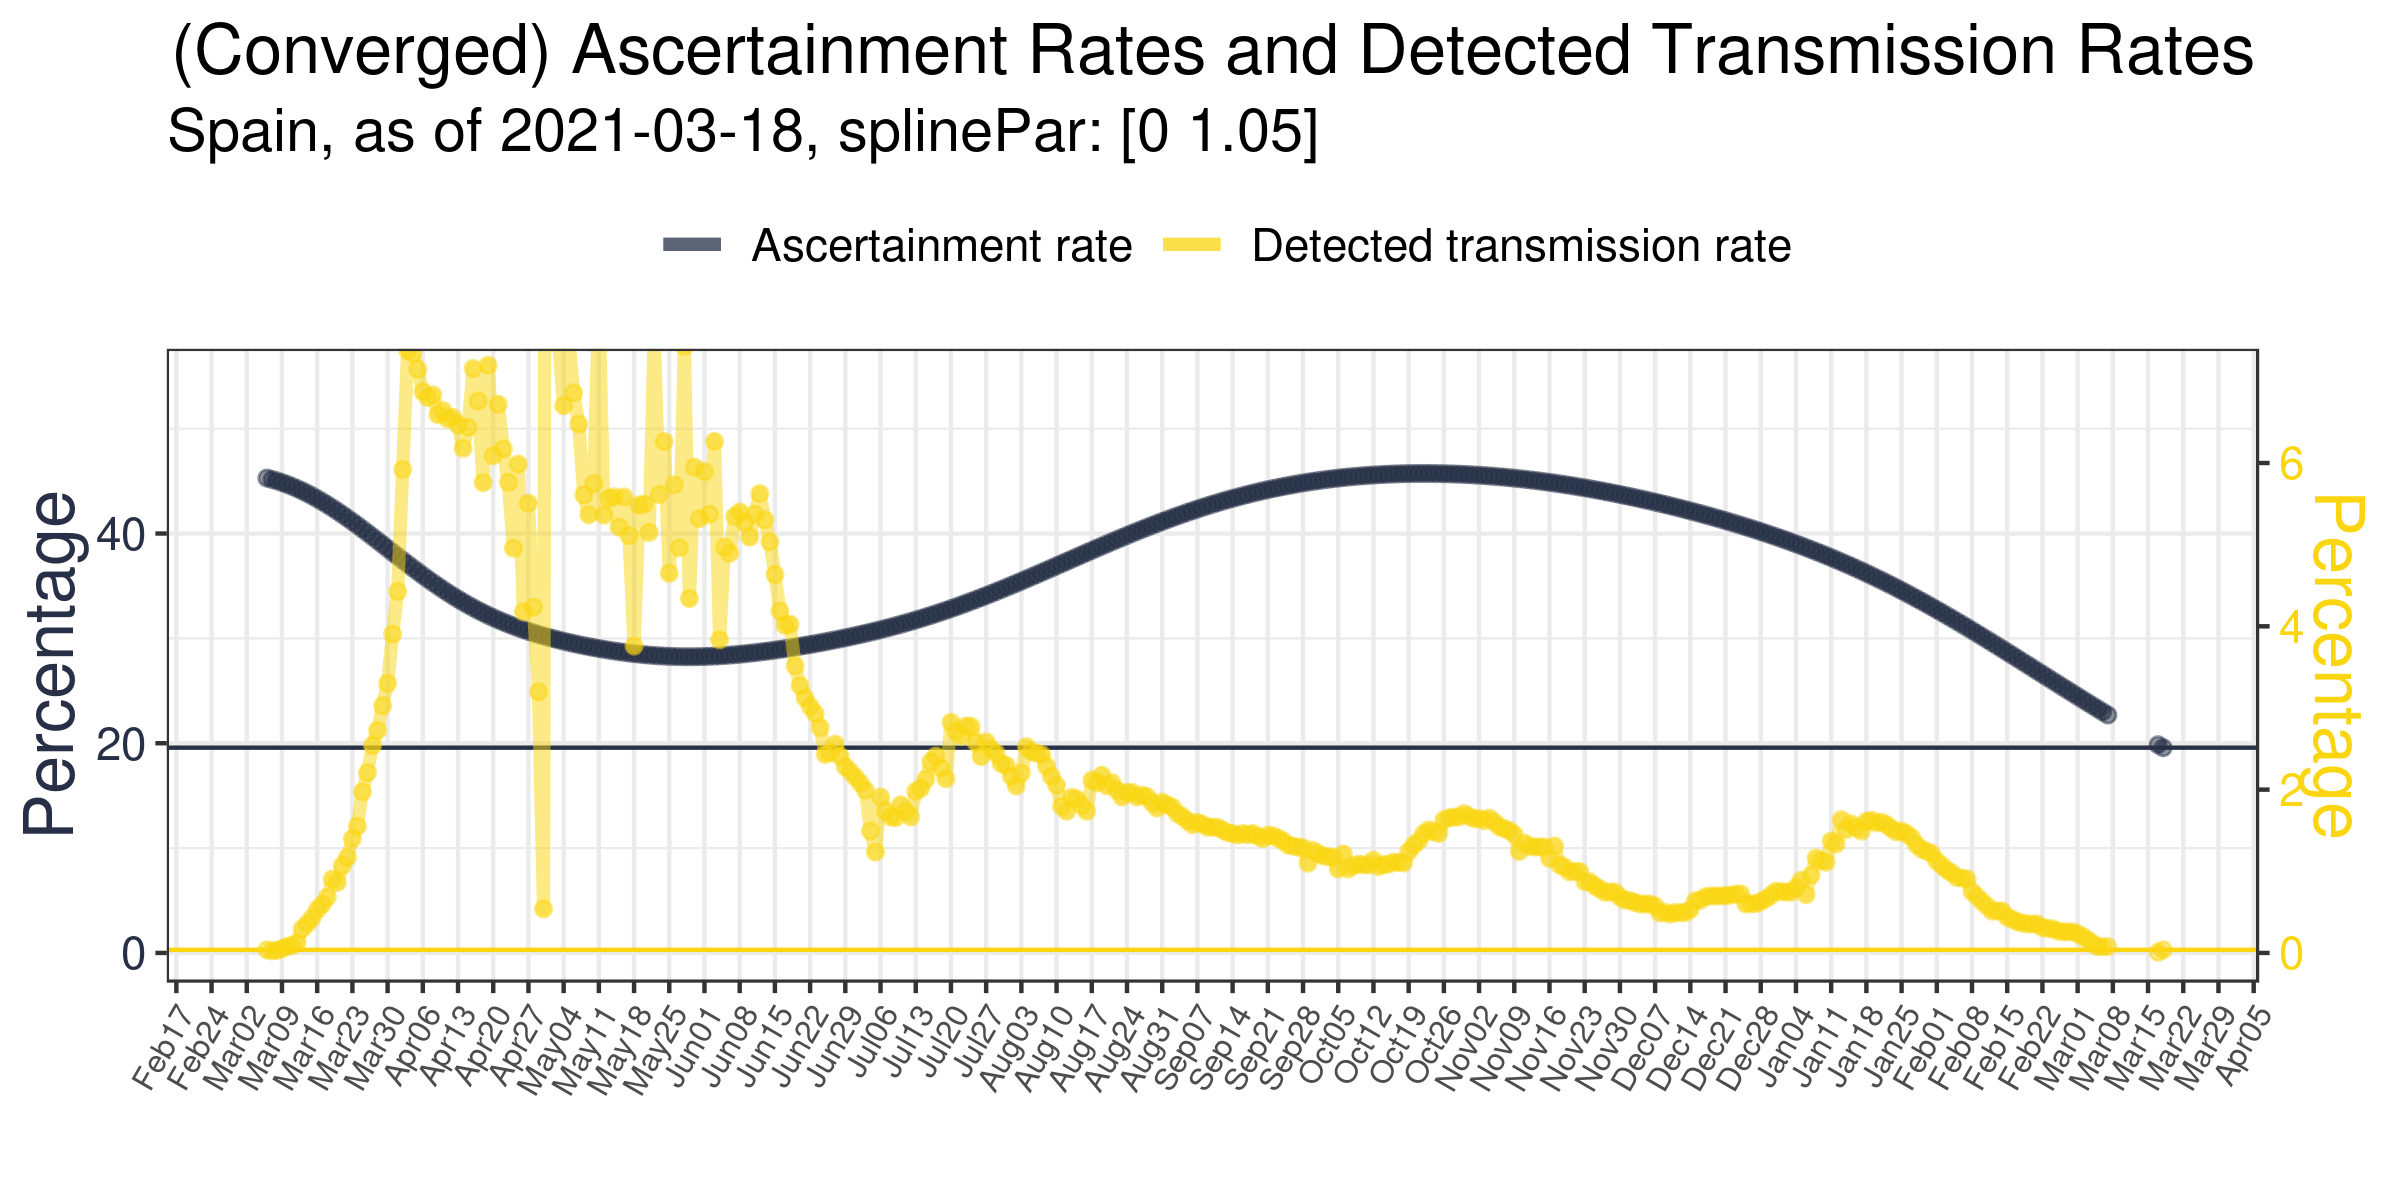 (Converged) Ascertainment Rates and Detected Transmission Rates
Spain, as of 2021-03-18, splinePar: [0 1.05]
Ascertainment rate Detected transmission rate
Percentage
40
20
0
6
4
2
0
Percentage
Feb17 Feb24 Mar02 Mar09 Mar16 Mar23 Mar30 Apr06 Apr13 Apr20 Apr27 May04 May11 May18 May25 Jun01 Jun08 Jun15 Jun22 Jun29 Jul06 Jul13 Jul20 Jul27 Aug03 Aug10 Aug17 Aug24 Aug31 Sep07 Sep14 Sep21 Sep28 Oct05 Oct12 Oct19 Oct26 Nov02 Nov09 Nov16 Nov23 Nov30 Dec07 Dec14 Dec21 Dec28 Dec04 Jan11 Jan18 Jan25 Feb01 Feb08 Feb15 Feb22 Mar01 Mar08 Mar15 Mar22 Mar29 Apr05